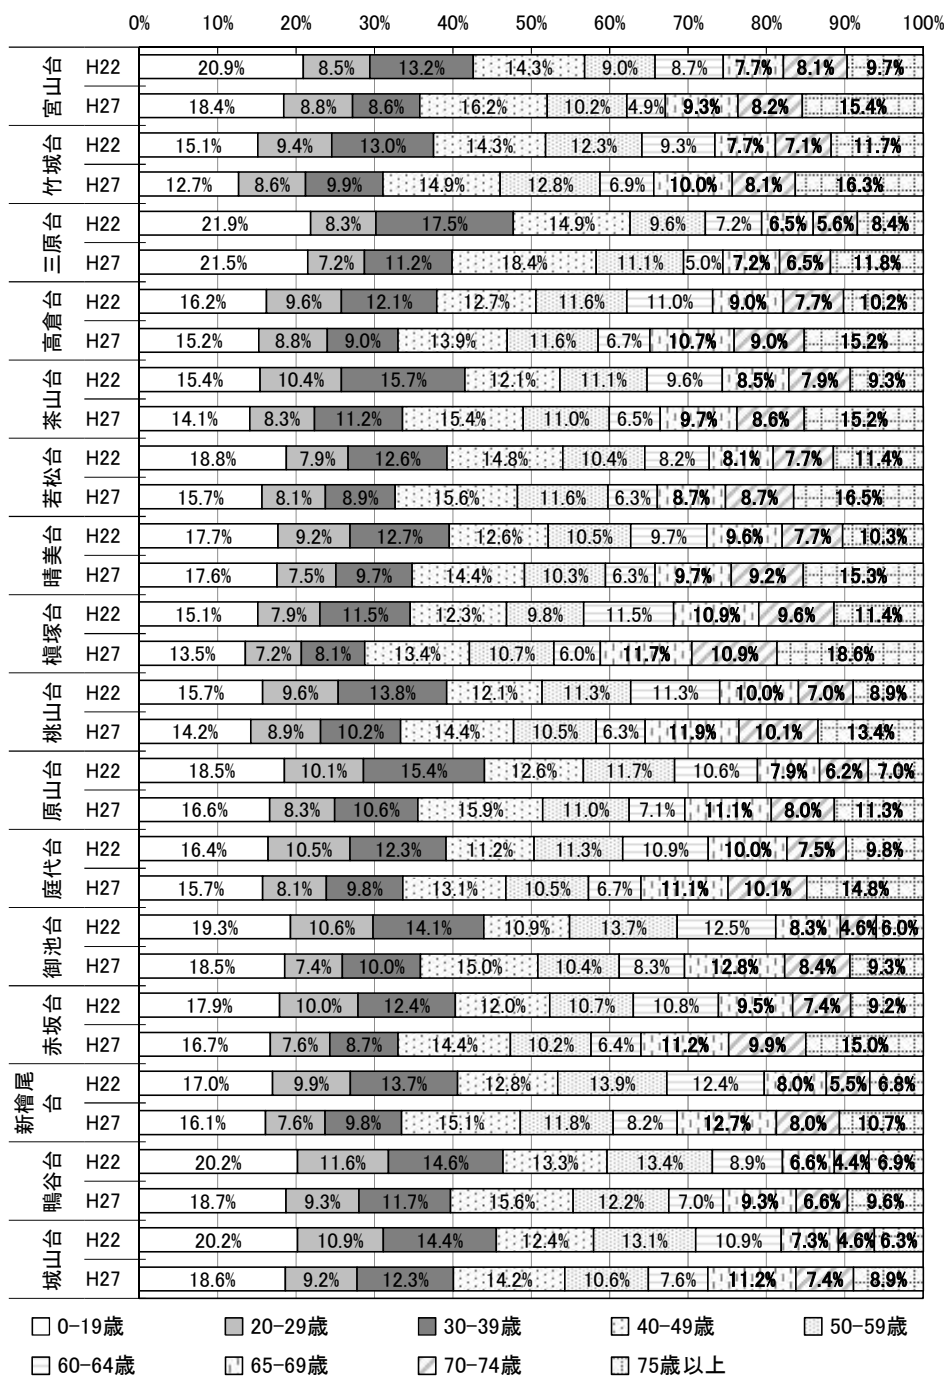 0% 10% 20% 30% 40% 50% 60% 70% 80% 90% 100%
宮山台
H22 20.9% 8.5% 13.2% 14.3% 9.0% 8.7% 7.7% 8.1% 9.7%
H27 18.4% 8.8% 8.6% 16.2% 10.2% 4.9% 9.3% 8.2% 15.4%
竹城台
H22 15.1% 9.4% 13.0% 14.3% 12.3% 9.3% 7.7% 7.1% 11.7%
H27 12.7% 8.6% 9.9% 14.9% 12.8% 6.9% 10.0% 8.1% 16.3%
三原台
H22 21.9% 8.3% 17.5% 14.9% 9.6% 7.2% 6.5% 5.6% 8.4%
H27 21.5% 7.2% 11.2% 18.4% 11.1% 5.0% 7.2% 6.5% 11.8%
高倉台
H22 16.2% 9.6% 12.1% 12.7% 11.6% 11.0% 9.0% 7.7% 10.2%
H27 15.2% 8.8% 9.0% 13.9% 11.6% 6.7% 10.7% 9.0% 15.2%
茶山台
H22 15.4% 10.4% 15.7% 12.1% 11.1% 9.6% 8.5% 7.9% 9.3%
H27 14.1% 8.3% 11.2% 15.4% 11.0% 6.5% 9.7% 8.6% 15.2%
若松台
H22 18.8% 7.9% 12.6% 14.8% 10.4% 8.2% 8.1% 7.7% 11.4%
H27 15.7% 8.1% 8.9% 15.6% 11.6% 6.3% 8.7% 8.7% 16.5%
晴美台
H22 17.7% 9.2% 12.7% 12.6% 10.5% 9.7% 9.6% 7.7% 10.3%
H27 17.6% 7.5% 9.7% 14.4% 10.3% 6.3% 9.7% 9.2% 15.3%
槇塚台
H22 15.1% 7.9% 11.5% 12.3% 9.8% 11.5% 10.9% 9.6% 11.4%
H27 13.5% 7.2% 8.1% 13.4% 10.7% 6.0% 11.7% 10.9% 18.6%
桃山台
H22 15.7% 9.6% 13.8% 12.1% 11.3% 11.3% 10.0% 7.0% 8.9%
H27 14.2% 8.9% 10.2% 14.4% 10.5% 6.3% 11.9% 10.1% 13.4%
原山台
H22 18.5% 10.1% 15.4% 12.6% 11.7% 10.6% 7.9% 6.2% 7.0%
H27 16.6% 8.3% 10.6% 15.9% 11.0% 7.1% 11.1% 8.0% 11.3%
庭代台
H22 16.4% 10.5% 12.3% 11.2% 11.3% 10.9% 10.0% 7.5% 9.8%
H27 15.7% 8.1% 9.8% 13.1% 10.5% 6.7% 11.1% 10.1% 14.8%
御池台
H22 19.3% 10.6% 14.1% 10.9% 13.7% 12.5% 8.3% 4.6% 6.0%
H27 18.5% 7.4% 10.0% 15.0% 10.4% 8.3% 12.8% 8.4% 9.3%
赤坂台
H22 17.9% 10.0% 12.4% 12.0% 10.7% 10.8% 9.5% 7.4% 9.2%
H27 16.7% 7.6% 8.7% 14.4% 10.2% 6.4% 11.2% 9.9% 15.0%
新檜尾
台
H22 17.0% 9.9% 13.7% 12.8% 13.9% 12.4% 8.0% 5.5% 6.8%
H27 16.1% 7.6% 9.8% 15.1% 11.8% 8.2% 12.7% 8.0% 10.7%
鴨谷台
H22 20.2% 11.6% 14.6% 13.3% 13.4% 8.9% 6.6% 4.4% 6.9%
H27 18.7% 9.3% 11.7% 15.6% 12.2% 7.0% 9.3% 6.6% 9.6%
城山台
H22 20.2% 10.9% 14.4% 12.4% 13.1% 10.9% 7.3% 4.6% 6.3%
H27 18.6% 9.2% 12.3% 14.2% 10.6% 7.6% 11.2% 7.4% 8.9%
0-19歳 20-29歳 30-39歳 40-49歳 50-59歳
60-64歳 65-69歳 70-74歳 75歳以上